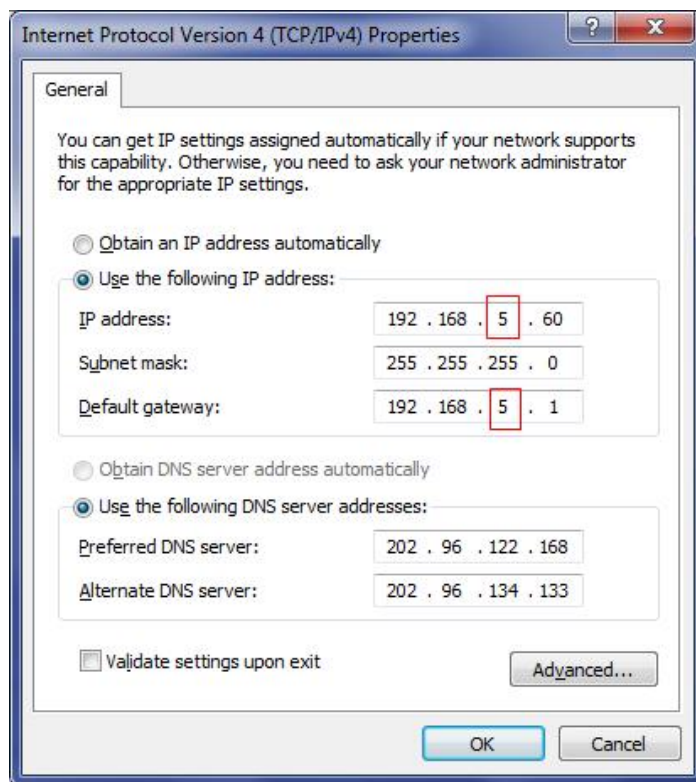 Internet Protocol Version 4 (TCP/IPv4) Properties
General
You can get IP settings assigned automatically if your network supports
this capability. Otherwise, you need to ask your network administrator
for the appropriate IP settings.
Obtain an IP address automatically
Use the following IP address:
IP address: 192 . 168 . 5 . 60
Subnet mask: 255 . 255 . 255 . 0
Default gateway: 192 . 168 . 5 . 1
Obtain DNS server address automatically
Use the following DNS server addresses:
Preferred DNS server: 202 . 96 . 122 . 168
Alternate DNS server: 202 . 96 . 134 . 133
Validate settings upon exit
Advanced...
OK Cancel